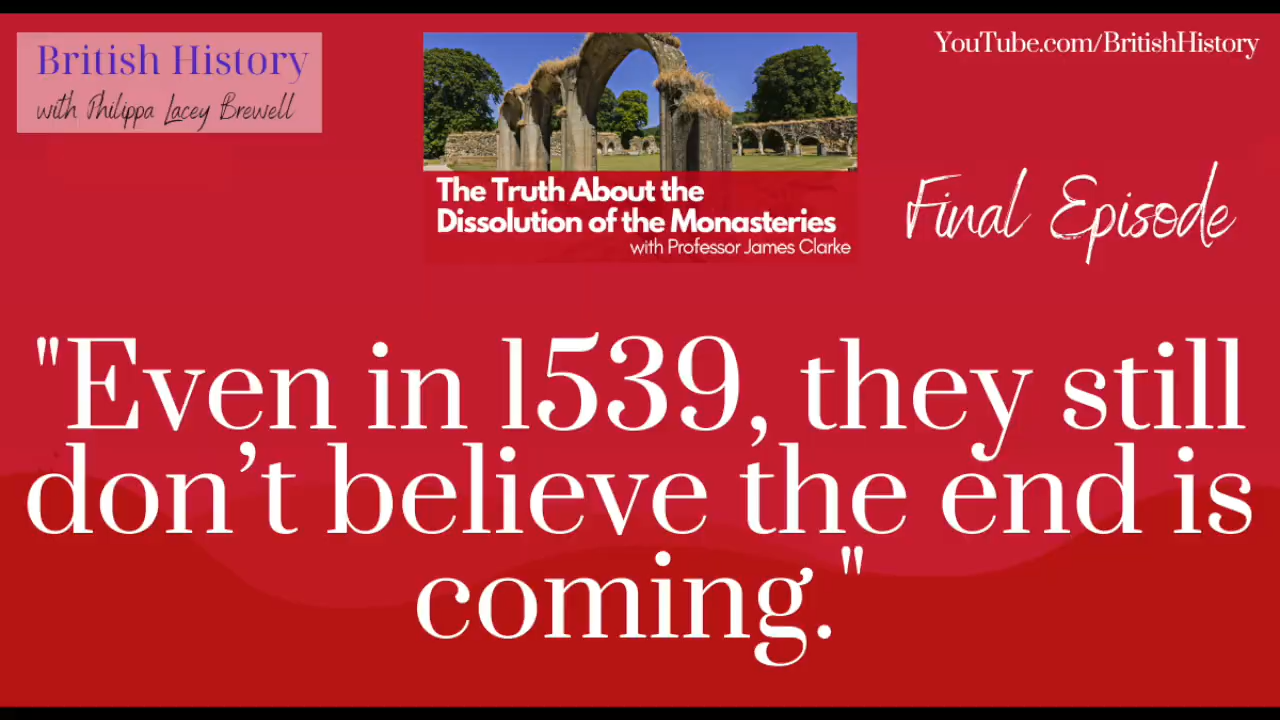 British History
with Philippa Lacey Brewell
YouTube.com/BritishHistory
The Truth About the
Dissolution of the Monasteries
with Professor James Clarke
Final Episode
"Even in 1539, they still
don’t believe the end is
coming."